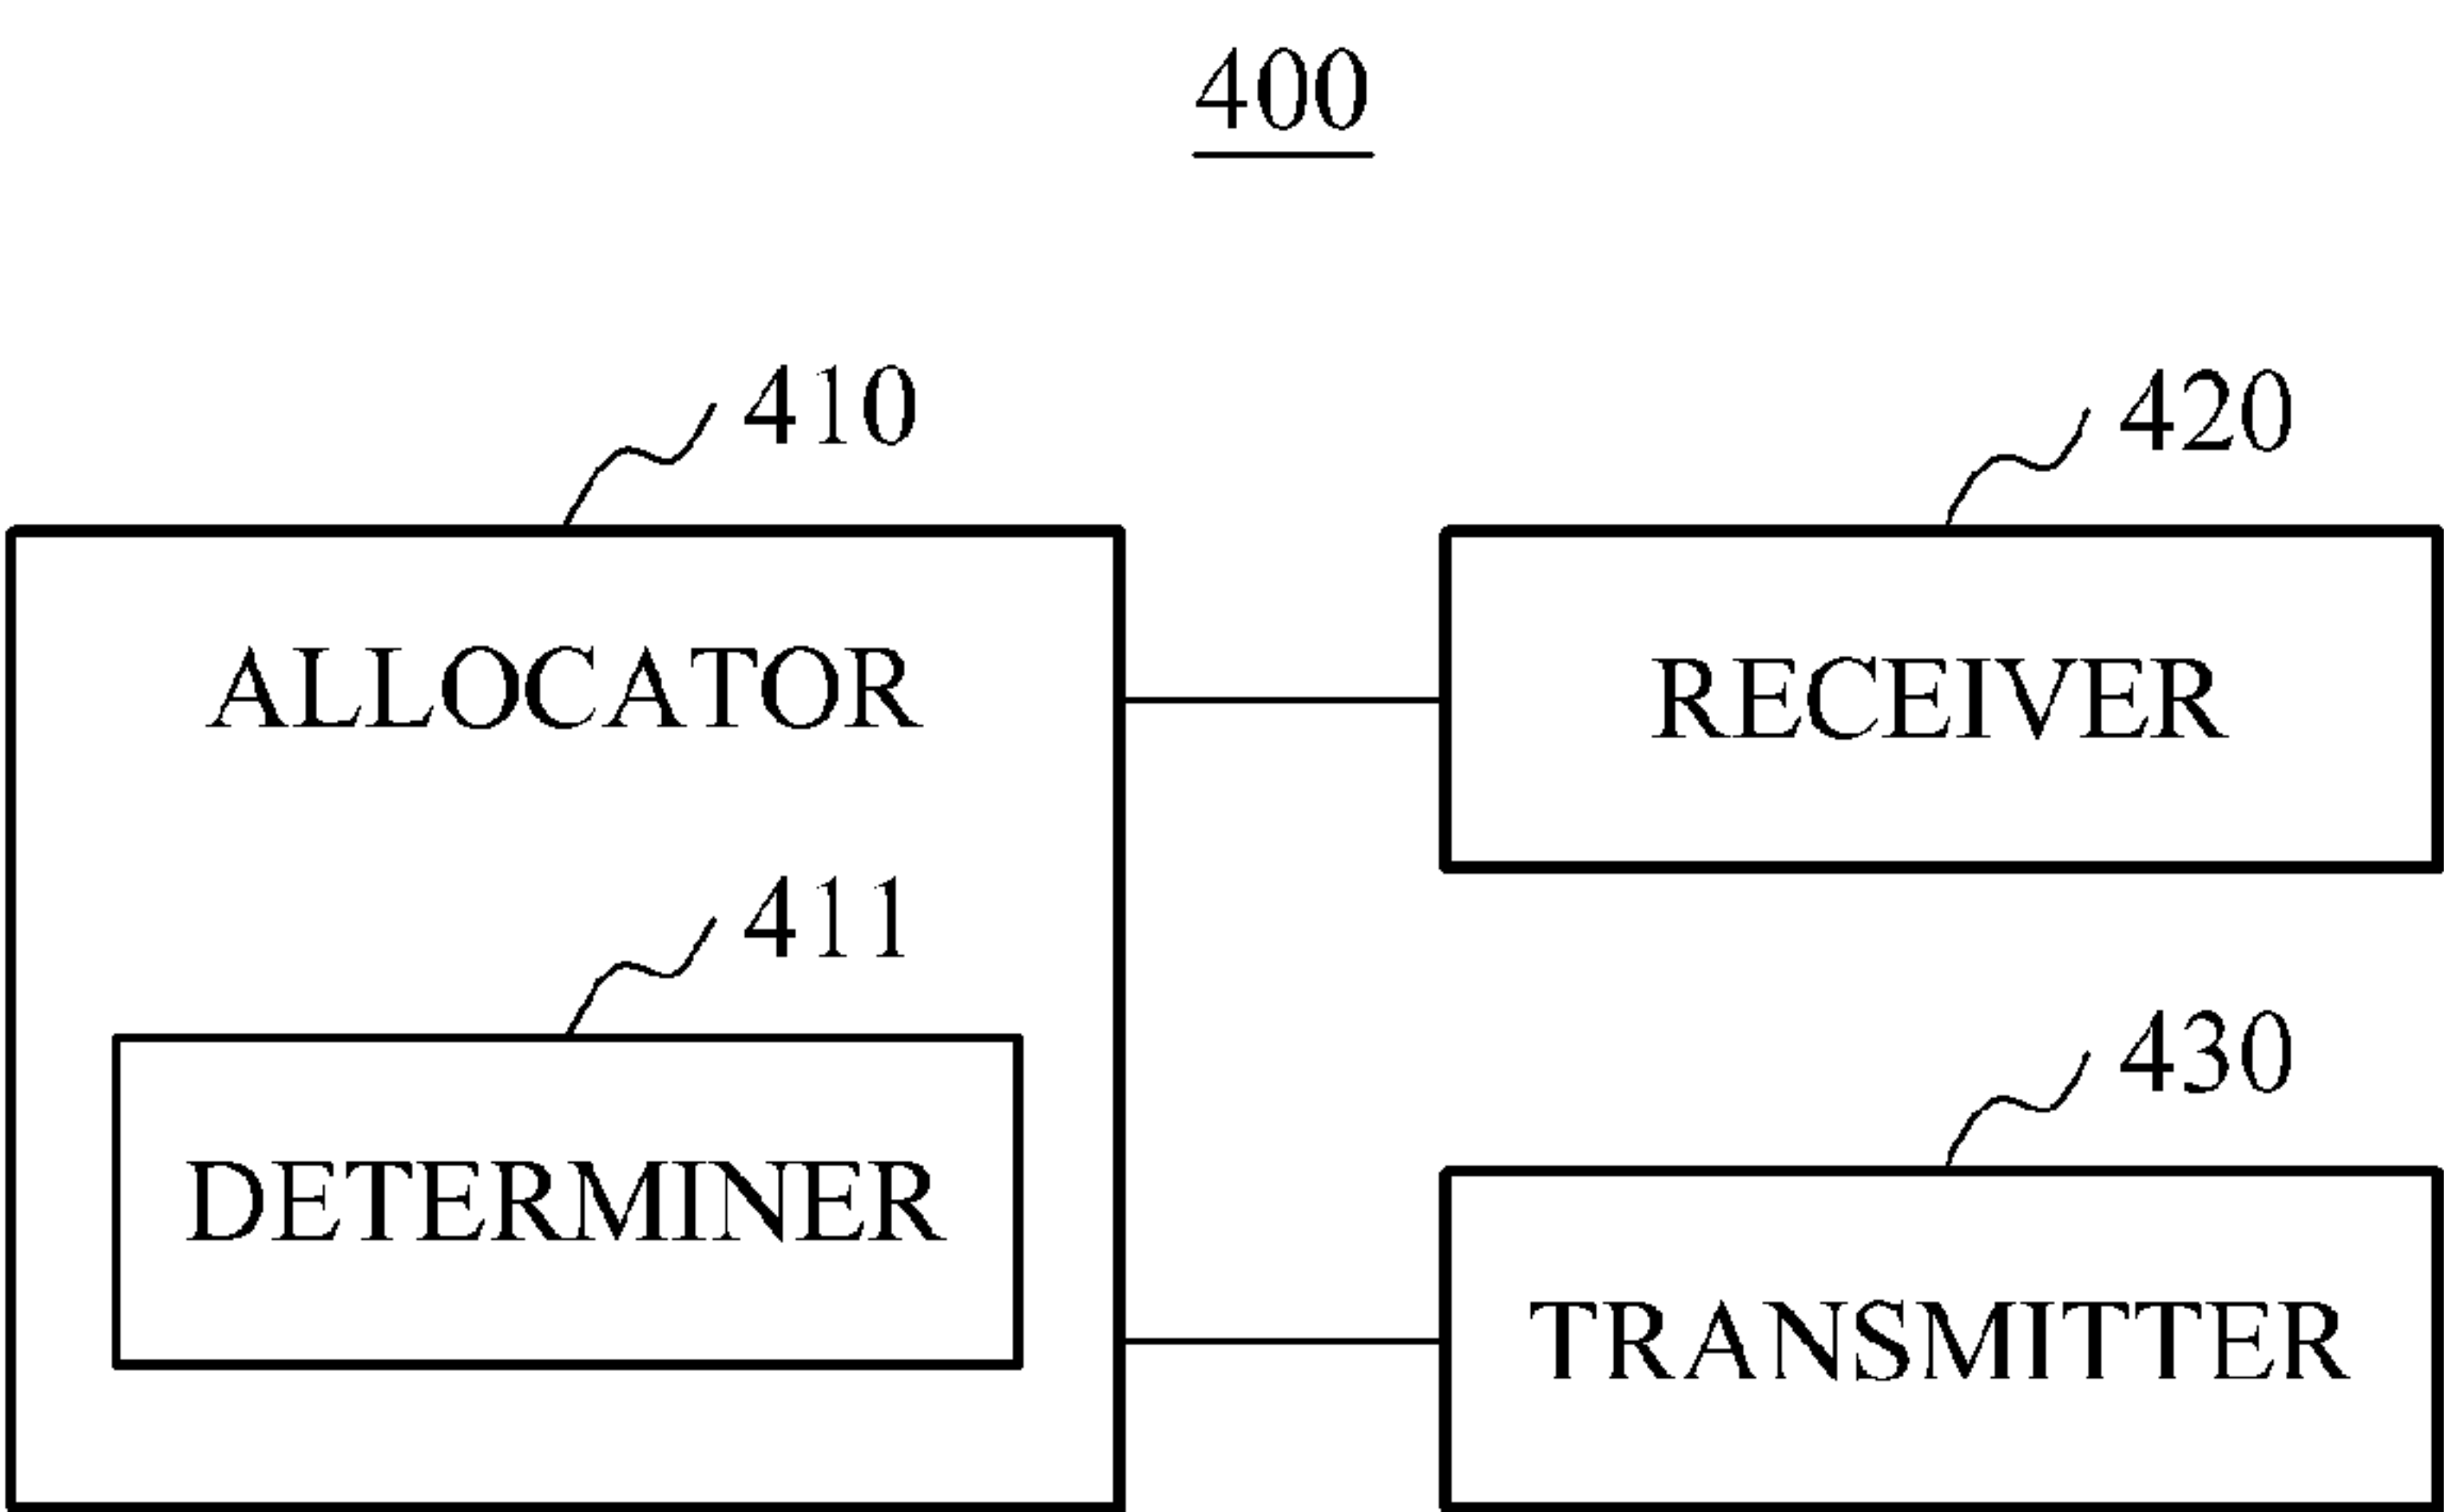 400
410
420
ALLOCATOR
RECEIVER
411
430
DETERMINER
TRANSMITTER